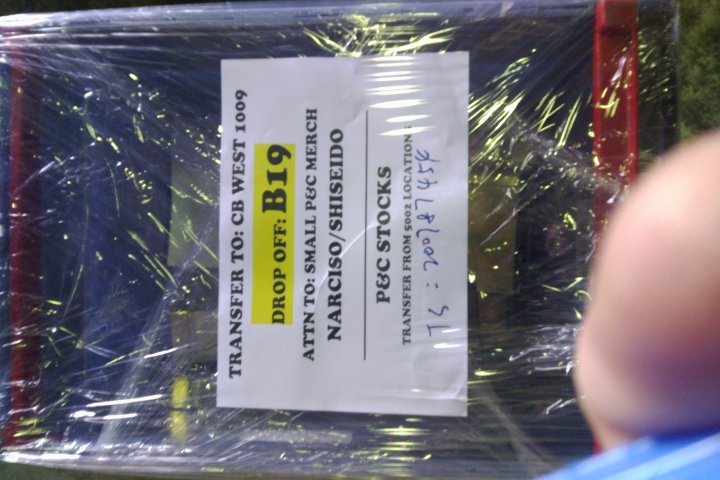 TRANSFER TO: CB WEST 1009
DROP OFF: B19
ATTN TO: SMALL P&C MERCH
NARCISO/SHISEIDO
P&C STOCKS
TRANSFER FROM 5002 LOCATION:
TS :